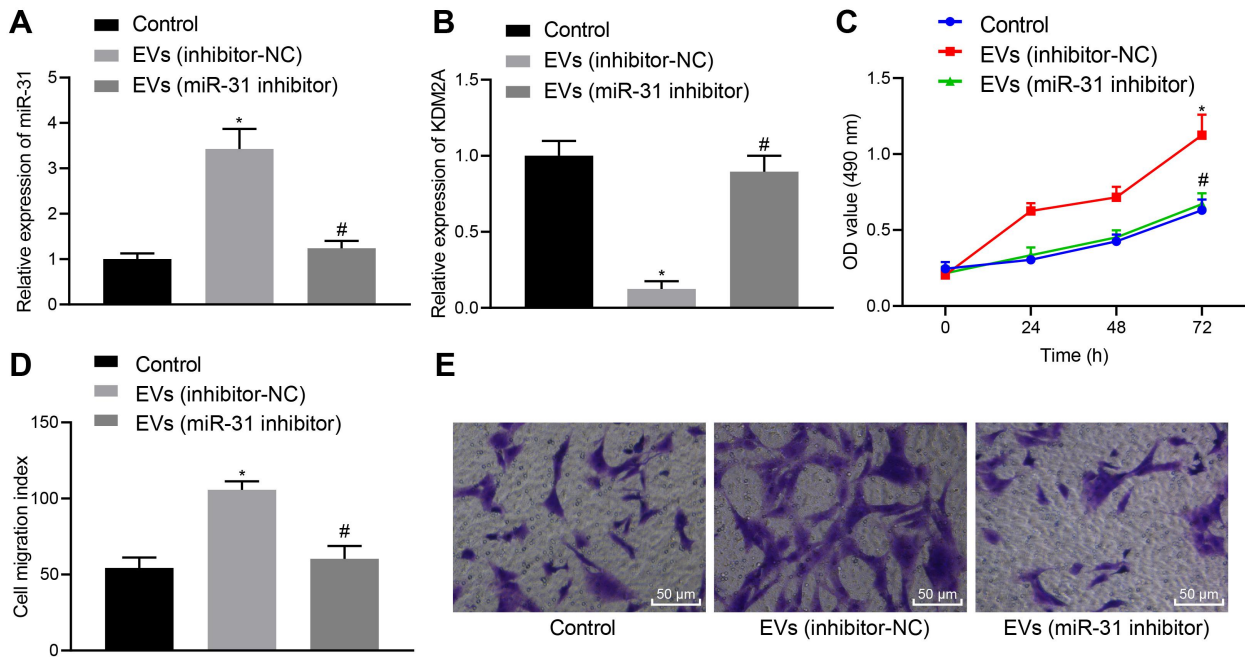 A
Control
EVs (inhibitor-NC)
EVs (miR-31 inhibitor)
Relative expression of miR-31
5
4
3
2
1
0
*
#
B
Control
EVs (inhibitor-NC)
EVs (miR-31 inhibitor)
Relative expression of KDM2A
1.5
1.0
0.5
0.0
*
#
C
Control
EVs (inhibitor-NC)
EVs (miR-31 inhibitor)
OD value (490 nm)
1.5
1.0
0.5
0.0
*
#
0 24 48 72
Time (h)
D
Control
EVs (inhibitor-NC)
EVs (miR-31 inhibitor)
Cell migration index
150
100
50
0
*
#
E
50 µm
50 µm
50 µm
Control
EVs (inhibitor-NC)
EVs (miR-31 inhibitor)